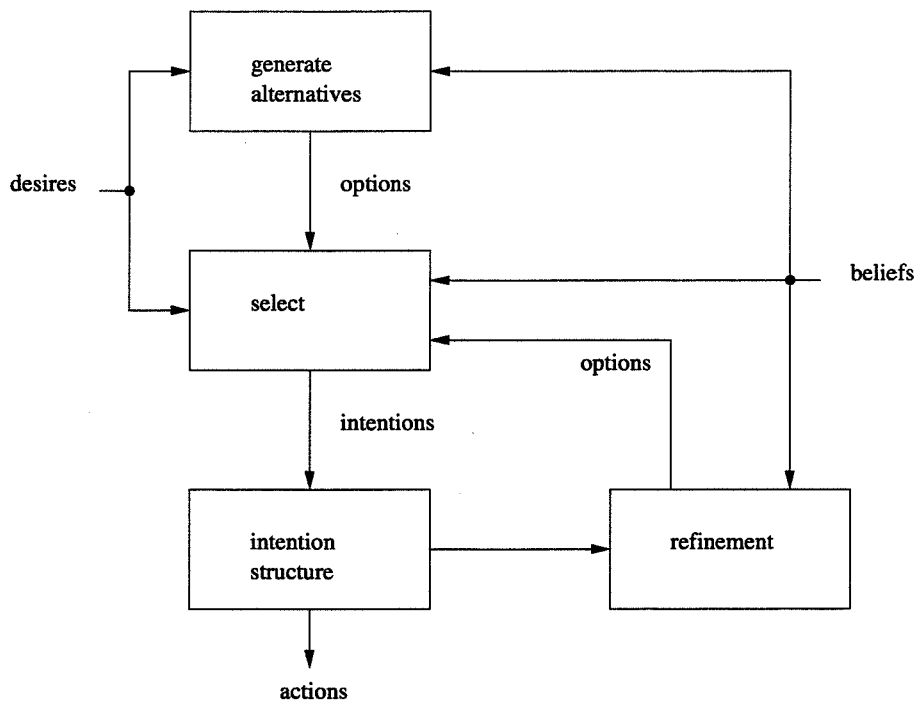 generate
alternatives
desires
options
beliefs
select
options
intentions
intention
structure
refinement
actions